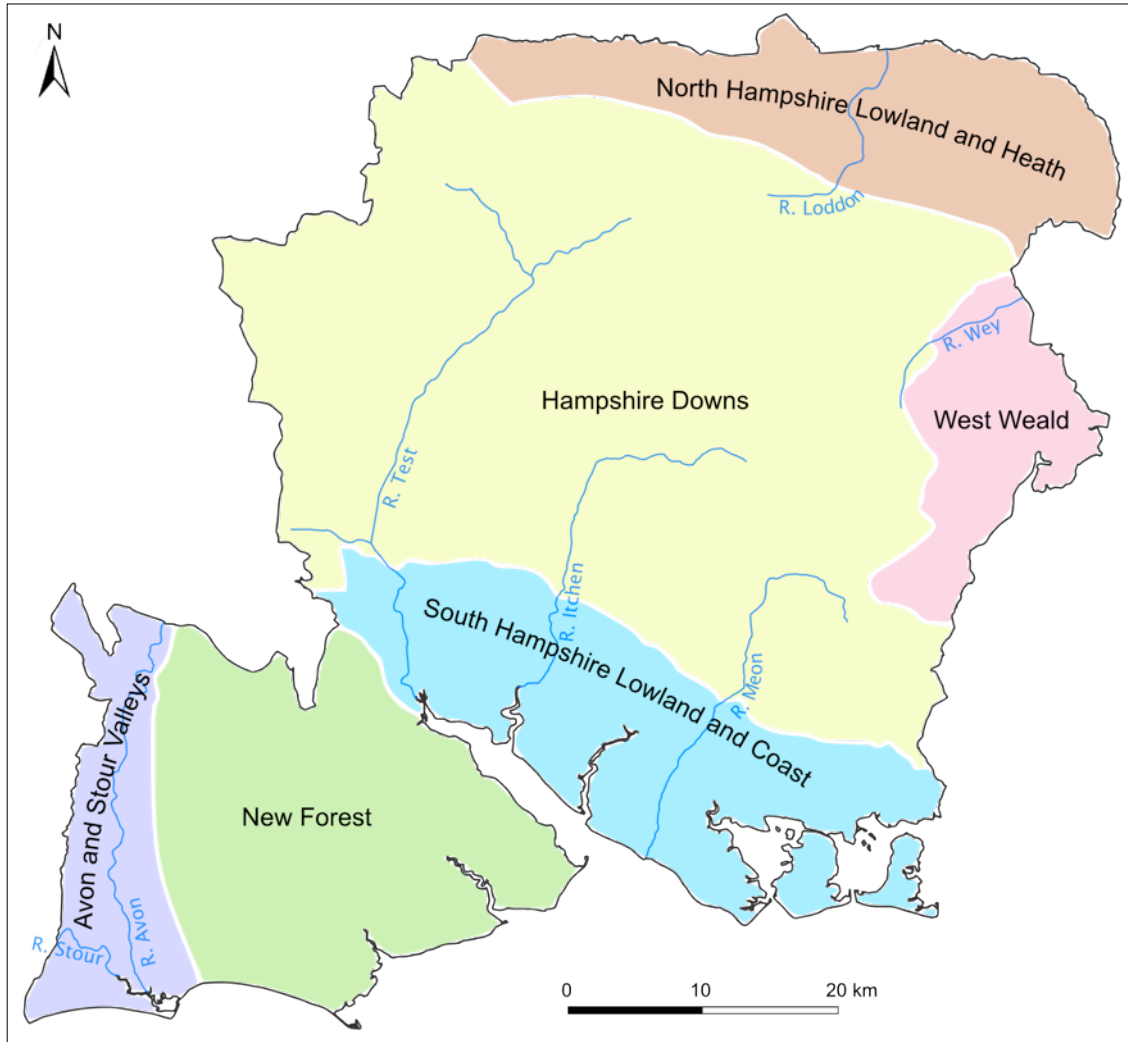 N
North Hampshire Lowland and Heath
R. Loddon
R. Wey
Hampshire Downs
West Weald
R. Test
R. Itchen
South Hampshire Lowland and Coast
R. Meon
Avon and Stour Valleys
New Forest
R. Stour
R. Avon
0 10 20 km